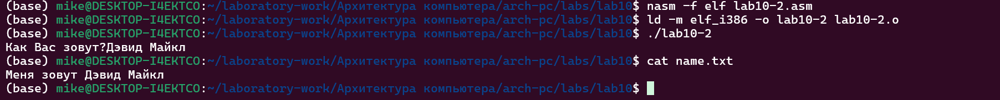 (base) mike@DESKTOP-I4EKTCO:~/laboratory-work/Архитектура компьютера/arch-pc/labs/lab10$ nasm -f elf lab10-2.asm
(base) mike@DESKTOP-I4EKTCO:~/laboratory-work/Архитектура компьютера/arch-pc/labs/lab10$ ld -m elf_i386 -o lab10-2 lab10-2.o
(base) mike@DESKTOP-I4EKTCO:~/laboratory-work/Архитектура компьютера/arch-pc/labs/lab10$ ./lab10-2
Как Вас зовут?Дэвид Майкл
(base) mike@DESKTOP-I4EKTCO:~/laboratory-work/Архитектура компьютера/arch-pc/labs/lab10$ cat name.txt
Меня зовут Дэвид Майкл
(base) mike@DESKTOP-I4EKTCO:~/laboratory-work/Архитектура компьютера/arch-pc/labs/lab10$